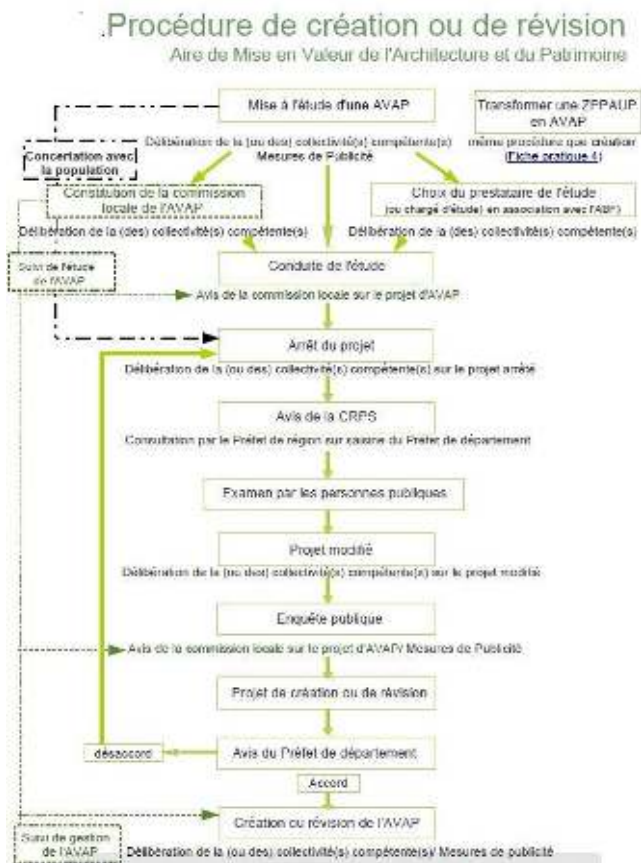 Procédure de création ou de révision
Aire de Mise en Valeur de l'Architecture et du Patrimoine
Mise à l'étude d'une AVAP
Transformer une ZPPAUP
en AVAP
Délibération de la (ou des) collectivité(s) compétente(s)
Mesures de Publicité
même procédure que création
(Fiche pratique 4)
Concertation avec
la population
Constitution de la commission
locale de l'AVAP
Choix du prestataire de l'étude
(ou chargé d'étude) en association avec l'ABF)
Délibération de la (des) collectivité(s) compétente(s)
Délibération de la (des) collectivité(s) compétente(s)
Suivi de l'étude
de l'AVAP
Conduite de l'étude
Avis de la commission locale sur le projet d'AVAP
Arrêt du projet
Délibération de la (ou des) collectivité(s) compétente(s) sur le projet arrêté
Avis de la CRPS
Consultation par le Préfet de région sur saisine du Préfet de département
Examen par les personnes publiques
Projet modifié
Délibération de la (ou des) collectivité(s) compétente(s) sur le projet modifié
Enquête publique
Avis de la commission locale sur le projet d'AVAP/ Mesures de Publicité
Projet de création ou de révision
désaccord
Avis du Préfet de département
Accord
Création ou révision de l'AVAP
Suivi de gestion
de l'AVAP
Délibération de la (ou des) collectivité(s) compétente(s)/ Mesures de publicité